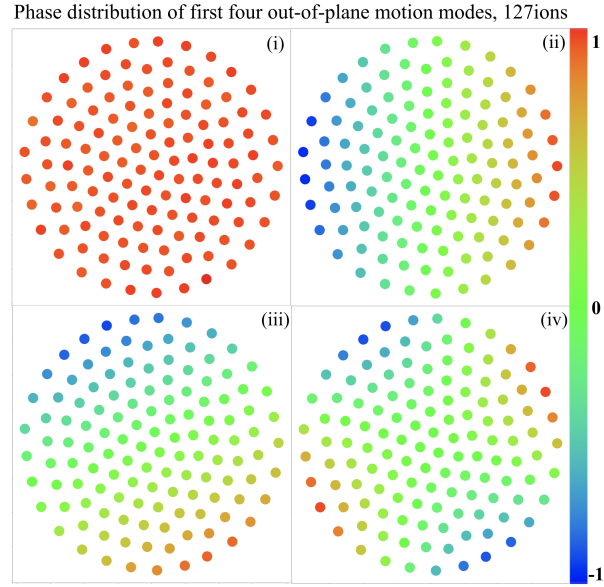 Phase distribution of first four out-of-plane motion modes, 127ions
(i)
(ii)
1
0
(iii)
(iv)
-1